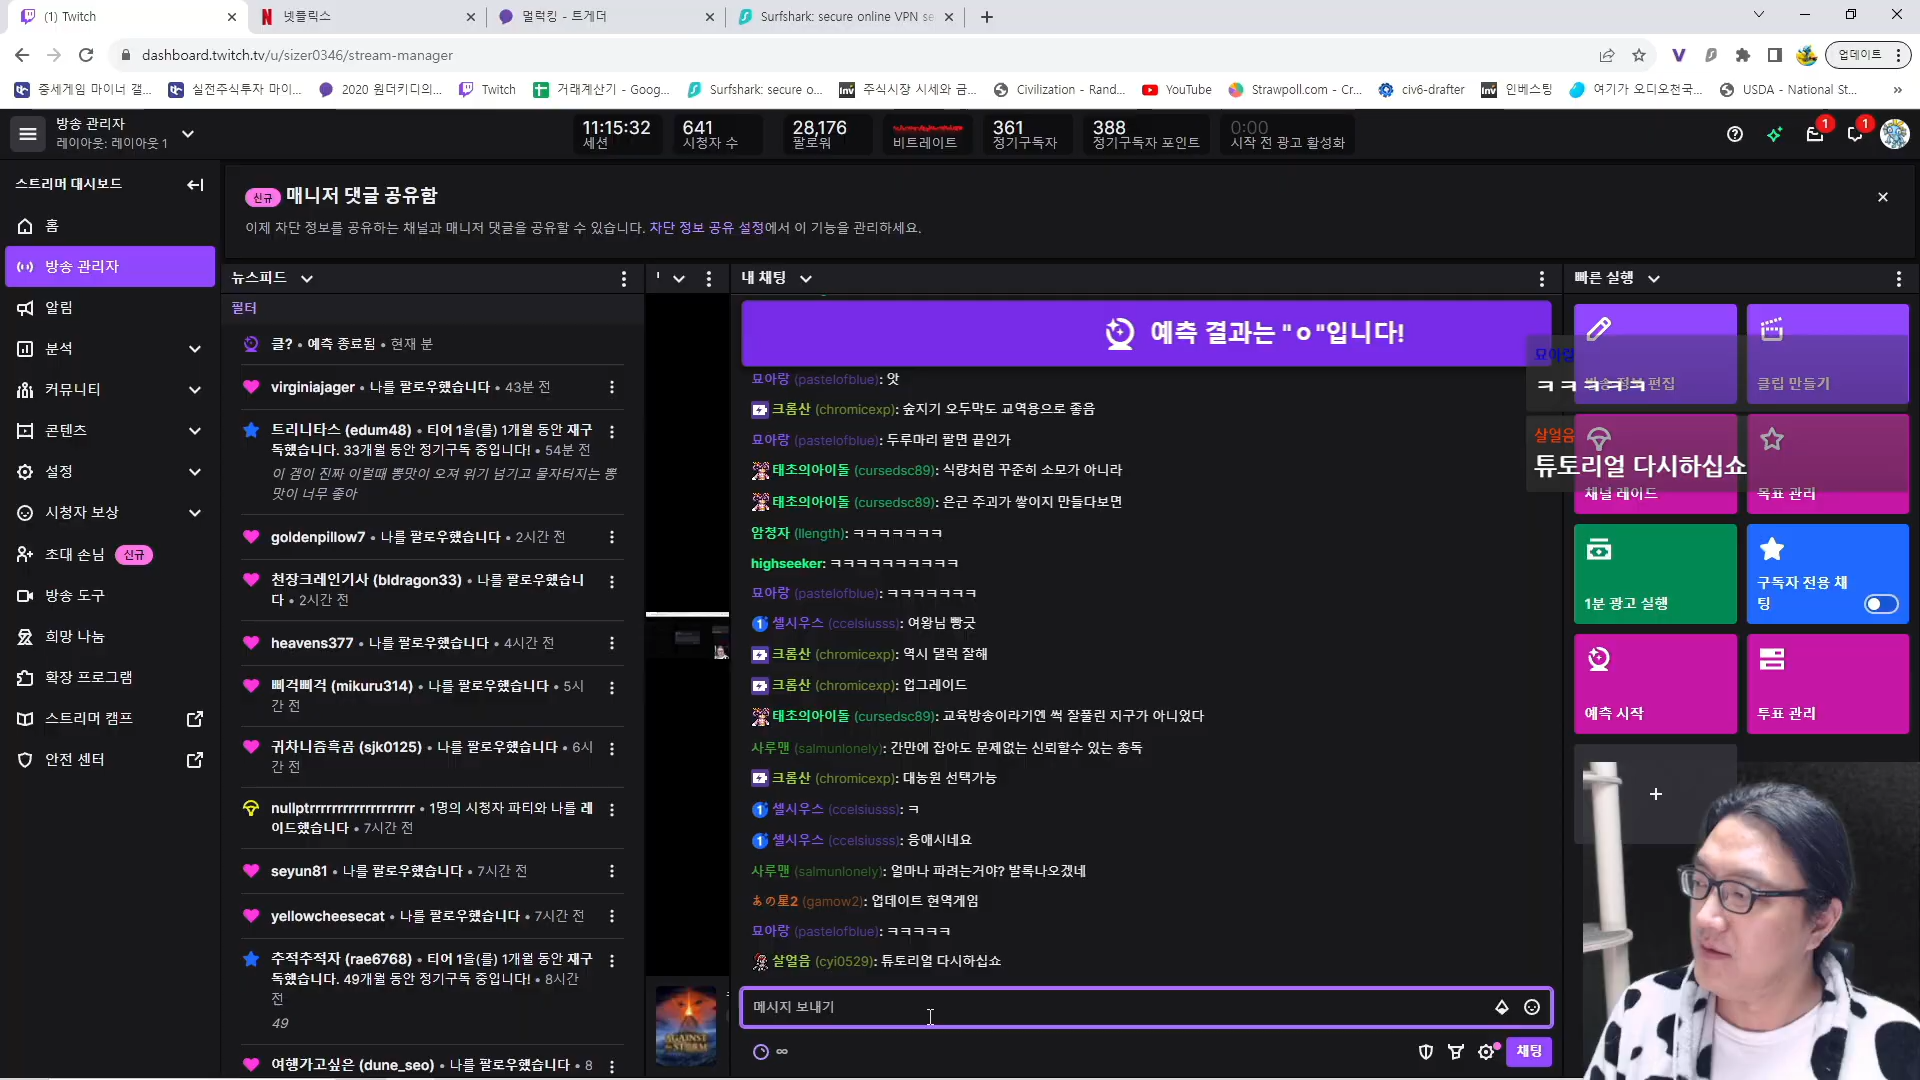 (1) Twitch
넷플릭스
멀럭킹 - 트게더
Surfshark: secure online VPN se
dashboard.twitch.tv/u/sizer0346/stream-manager
업데이트
중세게임 마이너 갤...
실전주식투자 마이...
2020 원더키디의...
Twitch
거래계산기 - Goog...
Surfshark: secure o...
주식시장 시세와 금...
Civilization - Rand...
YouTube
Strawpoll.com - Cr...
civ6-drafter
인베스팅
여기가 오디오천국...
USDA - National St...
방송 관리자
레이아웃: 레이아웃 1
11:15:32
세션
641
시청자 수
28,176
팔로워
비트레이트
361
정기구독자
388
정기구독자 포인트
0:00
시작 전 광고 활성화
1
1
스트리머 대시보드
홈
방송 관리자
알림
분석
커뮤니티
콘텐츠
설정
시청자 보상
초대 손님 신규
방송 도구
희망 나눔
확장 프로그램
스트리머 캠프
안전 센터
신규 매니저 댓글 공유함
이제 차단 정보를 공유하는 채널과 매니저 댓글을 공유할 수 있습니다. 차단 정보 공유 설정에서 이 기능을 관리하세요.
뉴스피드
필터
클? • 예측 종료됨 • 현재 분
virginiajager • 나를 팔로우했습니다 • 43분 전
트리니타스 (edum48) • 티어 1을(를) 1개월 동안 재구
독했습니다. 33개월 동안 정기구독 중입니다! • 54분 전
이 겜이 진짜 이럴때 뽕맛이 오져 위기 넘기고 물자터지는 뽕
맛이 너무 좋아
goldenpillow7 • 나를 팔로우했습니다 • 2시간 전
천장크레인기사 (bldragon33) • 나를 팔로우했습니
다 • 2시간 전
heavens377 • 나를 팔로우했습니다 • 4시간 전
삐걱삐걱 (mikuru314) • 나를 팔로우했습니다 • 5시
간 전
귀차니즘흑곰 (sjk0125) • 나를 팔로우했습니다 • 6시
간 전
nullptrrrrrrrrrrrrrrrrrrr • 1명의 시청자 파티와 나를 레
이드했습니다 • 7시간 전
seyun81 • 나를 팔로우했습니다 • 7시간 전
yellowcheesecat • 나를 팔로우했습니다 • 7시간 전
추적추적자 (rae6768) • 티어 1을(를) 1개월 동안 재구
독했습니다. 49개월 동안 정기구독 중입니다! • 8시간
전
49
여행가고싶은 (dune_seo) • 나를 팔로우했습니다 • 8
AGAINST
THE STORM
내 채팅
예측 결과는 "ㅇ"입니다!
묘아랑 (pastelofblue): 앗
크롬산 (chromicexp): 숲지기 오두막도 교역용으로 좋음
묘아랑 (pastelofblue): 두루마리 팔면 끝인가
태초의아이돌 (cursedsc89): 식량처럼 꾸준히 소모가 아니라
태초의아이돌 (cursedsc89): 은근 주괴가 쌓이지 만들다보면
암청자 (llength): ㅋㅋㅋㅋㅋㅋㅋ
highseeker: ㅋㅋㅋㅋㅋㅋㅋㅋㅋㅋ
묘아랑 (pastelofblue): ㅋㅋㅋㅋㅋㅋㅋ
셀시우스 (ccelsiusss): 여왕님 빵긋
크롬산 (chromicexp): 역시 댈럭 잘해
크롬산 (chromicexp): 업그레이드
태초의아이돌 (cursedsc89): 교육방송이라기엔 썩 잘풀린 지구가 아니었다
사루맨 (salmunlonely): 간만에 잡아도 문제없는 신뢰할수 있는 총독
크롬산 (chromicexp): 대농원 선택가능
셀시우스 (ccelsiusss): ㅋ
셀시우스 (ccelsiusss): 응애시네요
사루맨 (salmunlonely): 얼마나 파려는거야? 발록나오겠네
あの星2 (gamow2): 업데이트 현역게임
묘아랑 (pastelofblue): ㅋㅋㅋㅋㅋ
살얼음 (cyi0529): 튜토리얼 다시하십쇼
메시지 보내기
∞
채팅
빠른 실행
방송 정보 편집
클립 만들기
묘아랑
ㅋㅋㅋㅋㅋ
살얼음
튜토리얼 다시하십쇼
채널 레이드
목표 관리
1분 광고 실행
구독자 전용 채
팅
예측 시작
투표 관리